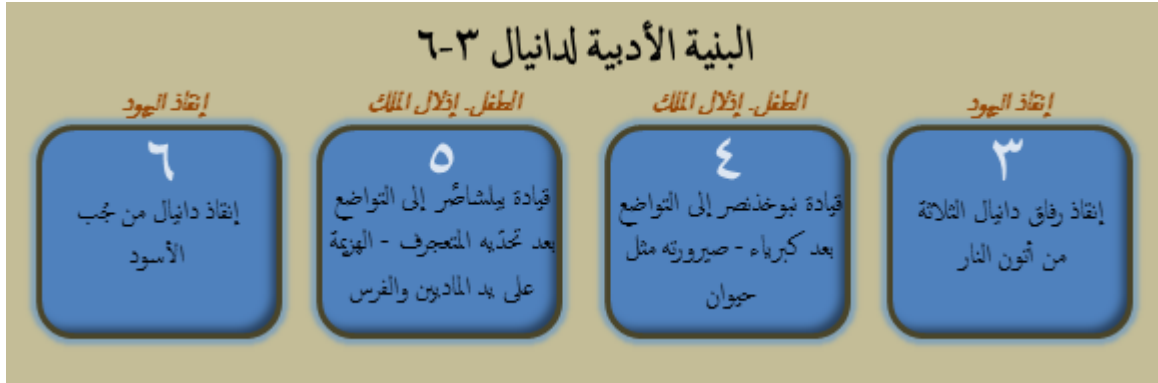 البنية الأدبية لدانيال ٣-٦
إنقاذ اليهود
٣
إنقاذ رفاق دانيال الثلاثة
من أتون النار
الطفل- إذلال الملك
٤
قيادة نبوخذنصر إلى التواضع
بعد كبرياء - صيرورته مثل
حيوان
الطفل- إذلال الملك
٥
قيادة بيلشاصَّر إلى التواضع
بعد تحدّيه المتعجرف - الهزيمة
على يد الماديين والفرس
إنقاذ اليهود
٦
إنقاذ دانيال من جُب
الأسود